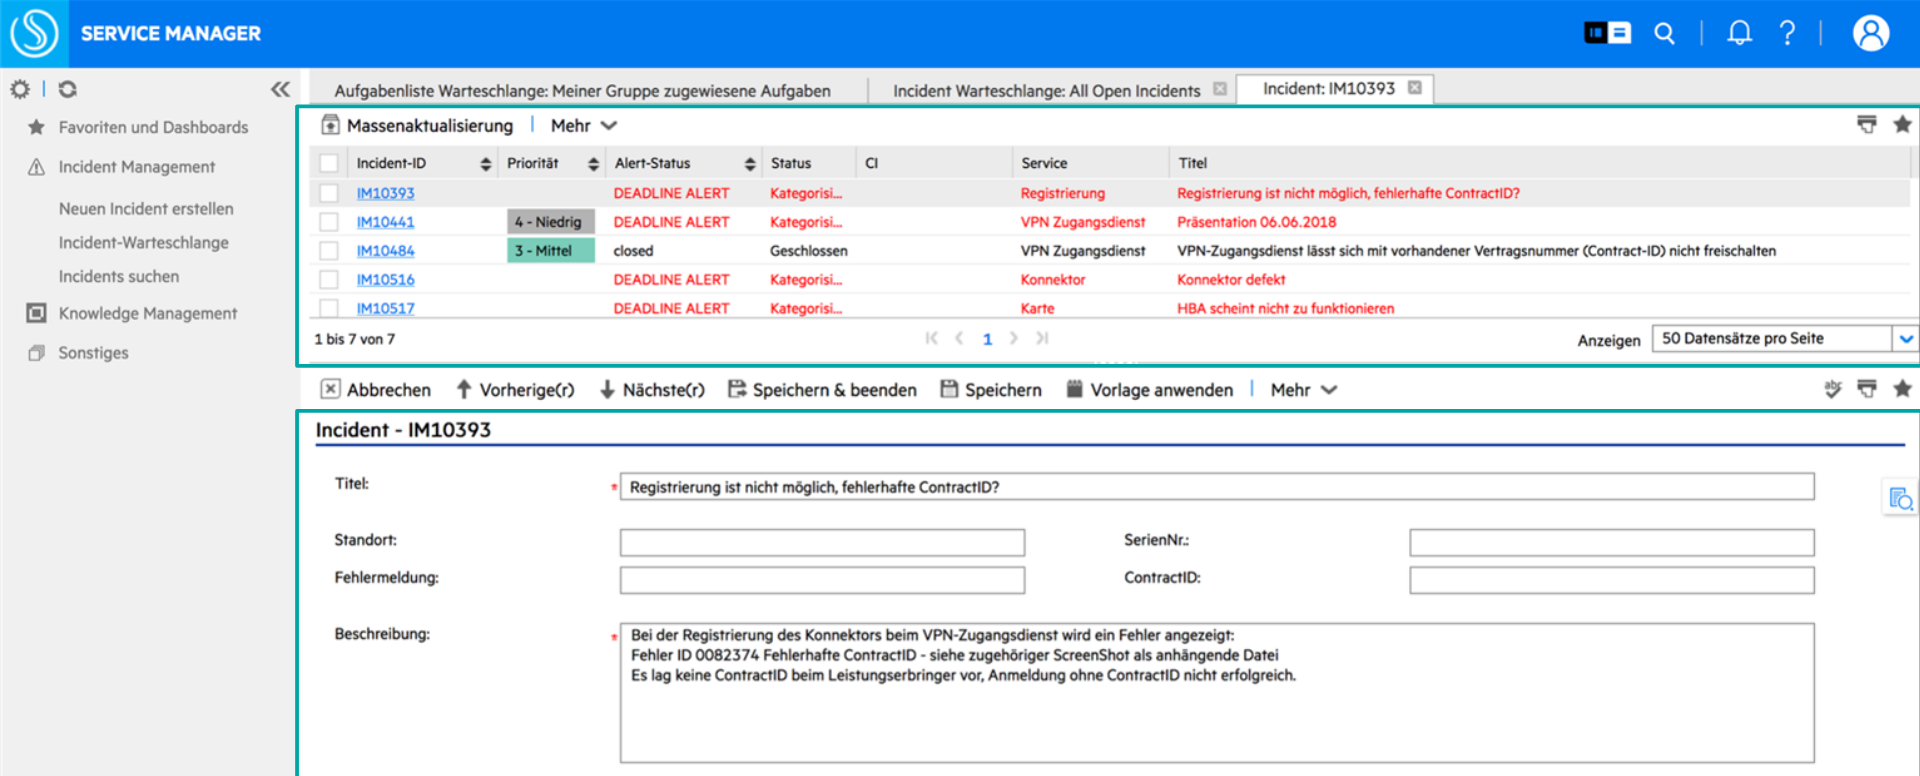 SERVICE MANAGER
Aufgabenliste Warteschlange: Meiner Gruppe zugewiesene Aufgaben
Incident Warteschlange: All Open Incidents
Incident: IM10393
Favoriten und Dashboards
Incident Management
Neuen Incident erstellen
Incident-Warteschlange
Incidents suchen
Knowledge Management
Sonstiges
Massenaktualisierung Mehr
Incident-ID Priorität Alert-Status Status CI Service Titel
IM10393 DEADLINE ALERT Kategorisi... Registrierung Registrierung ist nicht möglich, fehlerhafte ContractID?
IM10441 4 - Niedrig DEADLINE ALERT Kategorisi... VPN Zugangsdienst Präsentation 06.06.2018
IM10484 3 - Mittel closed Geschlossen VPN Zugangsdienst VPN-Zugangsdienst lässt sich mit vorhandener Vertragsnummer (Contract-ID) nicht freischalten
IM10516 DEADLINE ALERT Kategorisi... Konnektor Konnektor defekt
IM10517 DEADLINE ALERT Kategorisi... Karte HBA scheint nicht zu funktionieren
1 bis 7 von 7 1 Anzeigen 50 Datensätze pro Seite
Abbrechen Vorherige(r) Nächste(r) Speichern & beenden Speichern Vorlage anwenden Mehr abc
Incident - IM10393
Titel: * Registrierung ist nicht möglich, fehlerhafte ContractID?
Standort: SerienNr.:
Fehlermeldung: ContractID:
Beschreibung: * Bei der Registrierung des Konnektors beim VPN-Zugangsdienst wird ein Fehler angezeigt:
Fehler ID 0082374 Fehlerhafte ContractID - siehe zugehöriger ScreenShot als anhängende Datei
Es lag keine ContractID beim Leistungserbringer vor, Anmeldung ohne ContractID nicht erfolgreich.